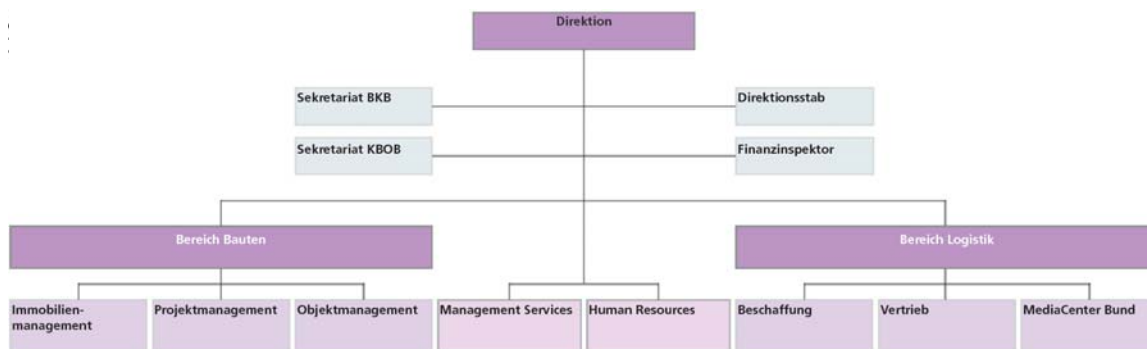 Direktion
Sekretariat BKB
Direktionsstab
Sekretariat KBOB
Finanzinspektor
Bereich Bauten
Bereich Logistik
Immobilien-
management
Projektmanagement
Objektmanagement
Management Services
Human Resources
Beschaffung
Vertrieb
MediaCenter Bund